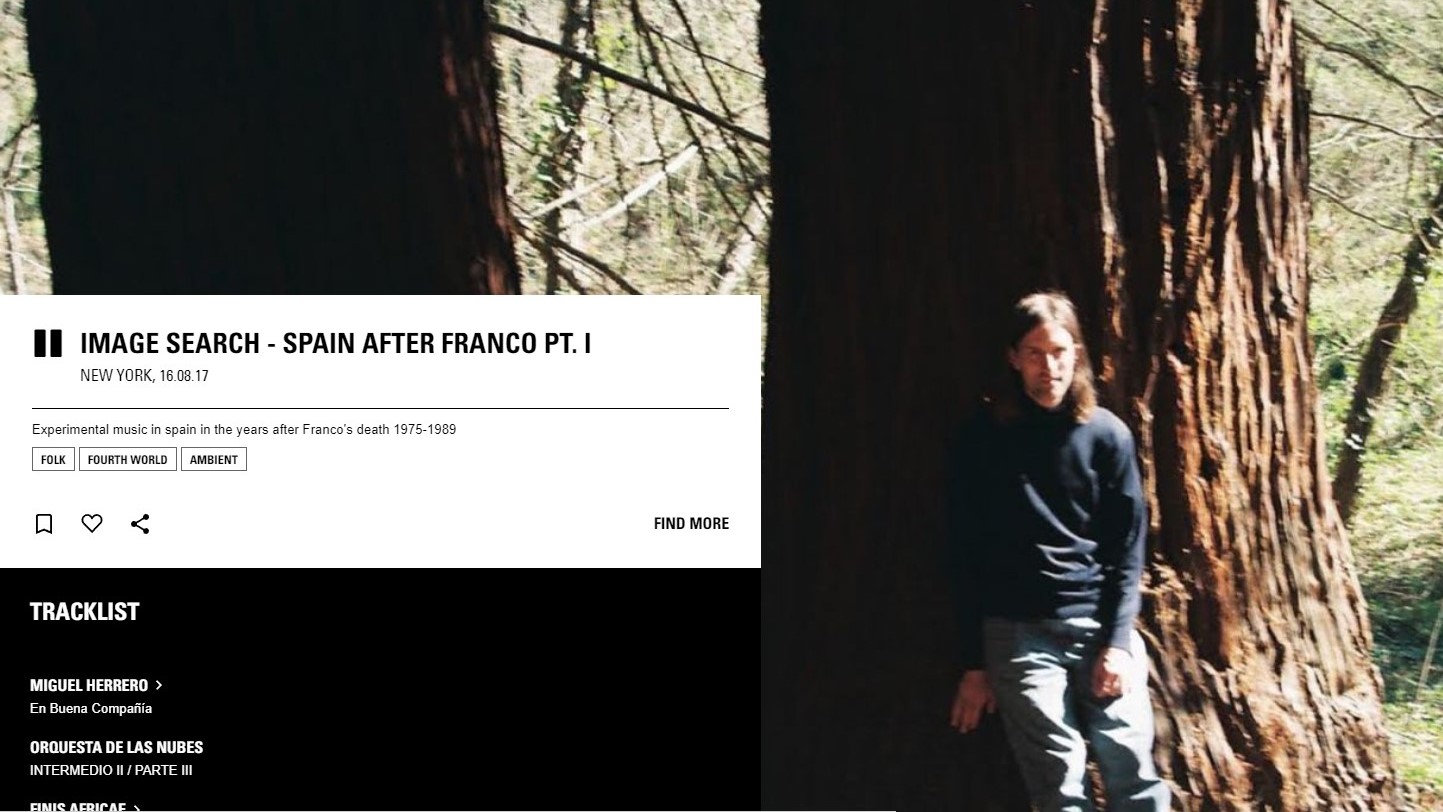 IMAGE SEARCH - SPAIN AFTER FRANCO PT. I
NEW YORK, 16.08.17
Experimental music in spain in the years after Franco's death 1975-1989
FOLK FOURTH WORLD AMBIENT
FIND MORE
TRACKLIST
MIGUEL HERRERO
En Buena Compañía
ORQUESTA DE LAS NUBES
INTERMEDIO II / PARTE III
FINIS AFRICAE